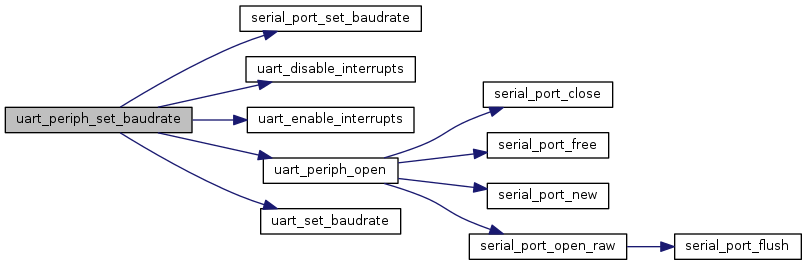 serial_port_set_baudrate
uart_disable_interrupts
serial_port_close
uart_periph_set_baudrate
uart_enable_interrupts
serial_port_free
uart_periph_open
serial_port_new
uart_set_baudrate
serial_port_open_raw
serial_port_flush